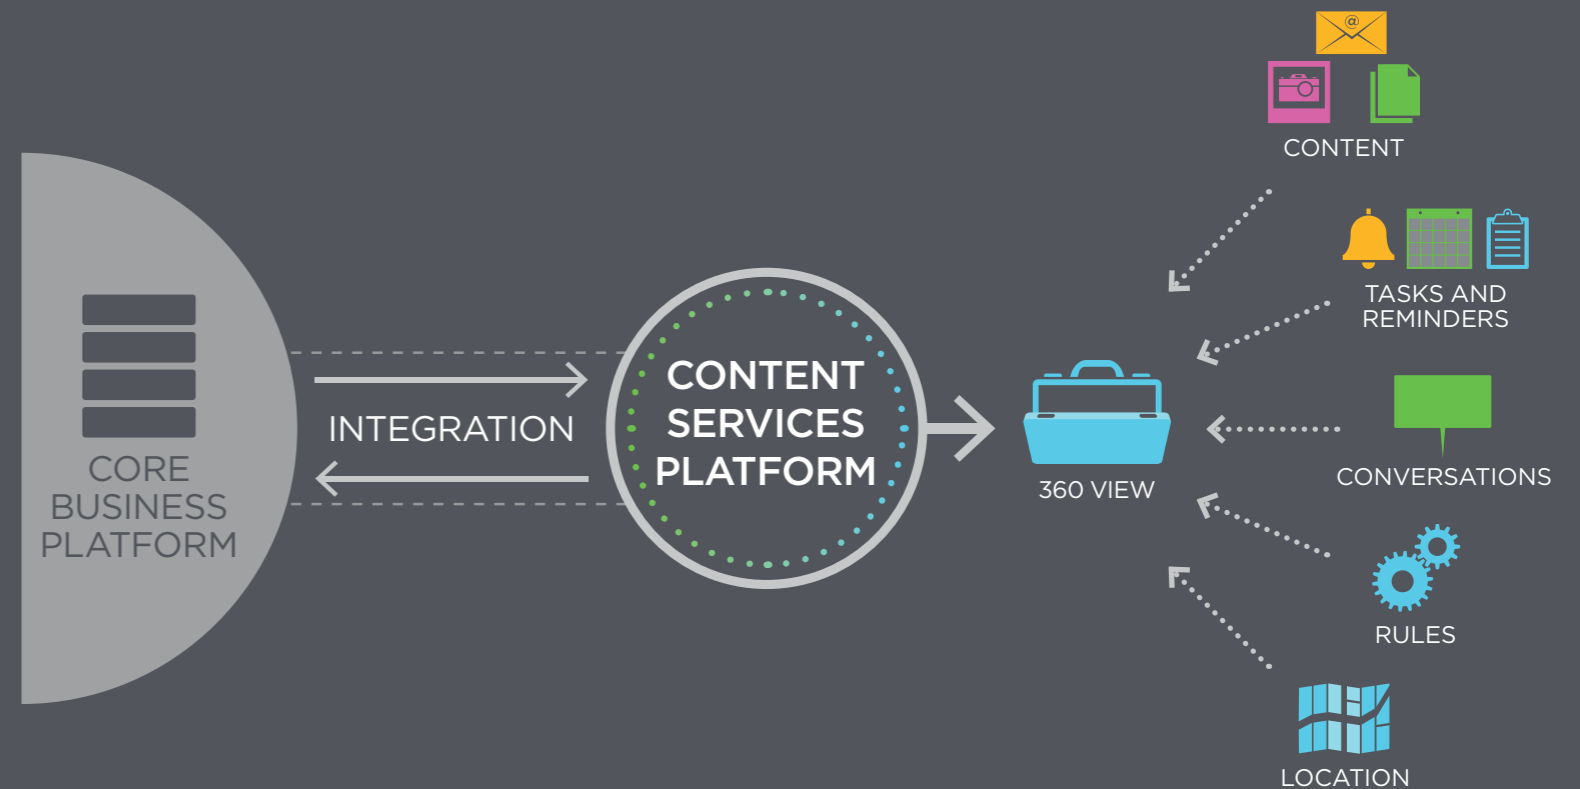 CORE
BUSINESS
PLATFORM
INTEGRATION
CONTENT
SERVICES
PLATFORM
360 VIEW
@
CONTENT
TASKS AND
REMINDERS
CONVERSATIONS
RULES
LOCATION